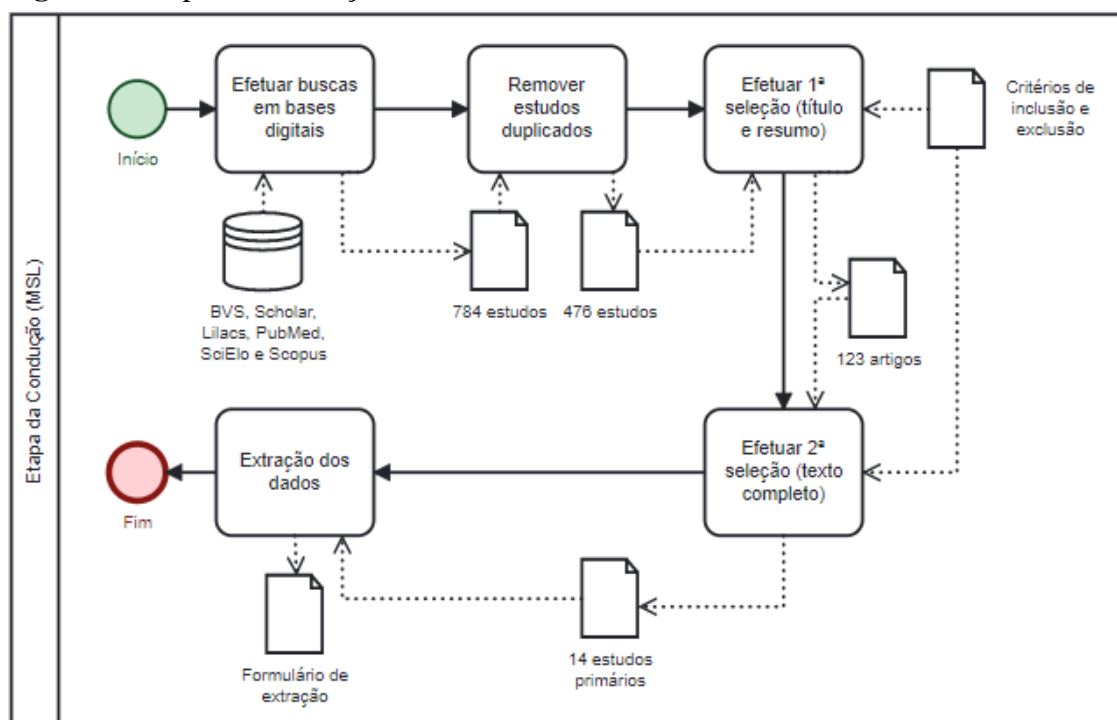 Etapa da Condução (MSL)
Início
Efetuar buscas
em bases
digitais
Remover
estudos
duplicados
Efetuar 1ª
seleção (título
e resumo)
Critérios de
inclusão e
exclusão
BVS, Scholar,
Lilacs, PubMed,
SciElo e Scopus
784 estudos
476 estudos
123 artigos
Efetuar 2ª
seleção (texto
completo)
Extração dos
dados
Fim
Formulário de
extração
14 estudos
primários